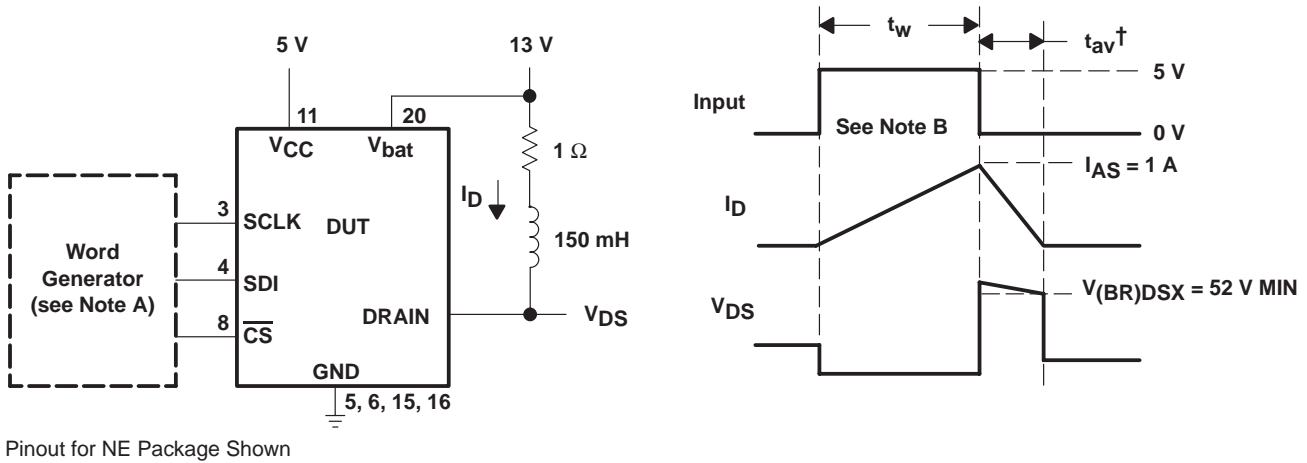 5 V
13 V
11
20
VCC
Vbat
1 Ω
ID
3
SCLK
DUT
150 mH
Word
Generator
(see Note A)
4
SDI
DRAIN
VDS
8
CS
GND
5, 6, 15, 16
Pinout for NE Package Shown
tw
tav†
5 V
Input
See Note B
0 V
IAS = 1 A
ID
V(BR)DSX = 52 V MIN
VDS